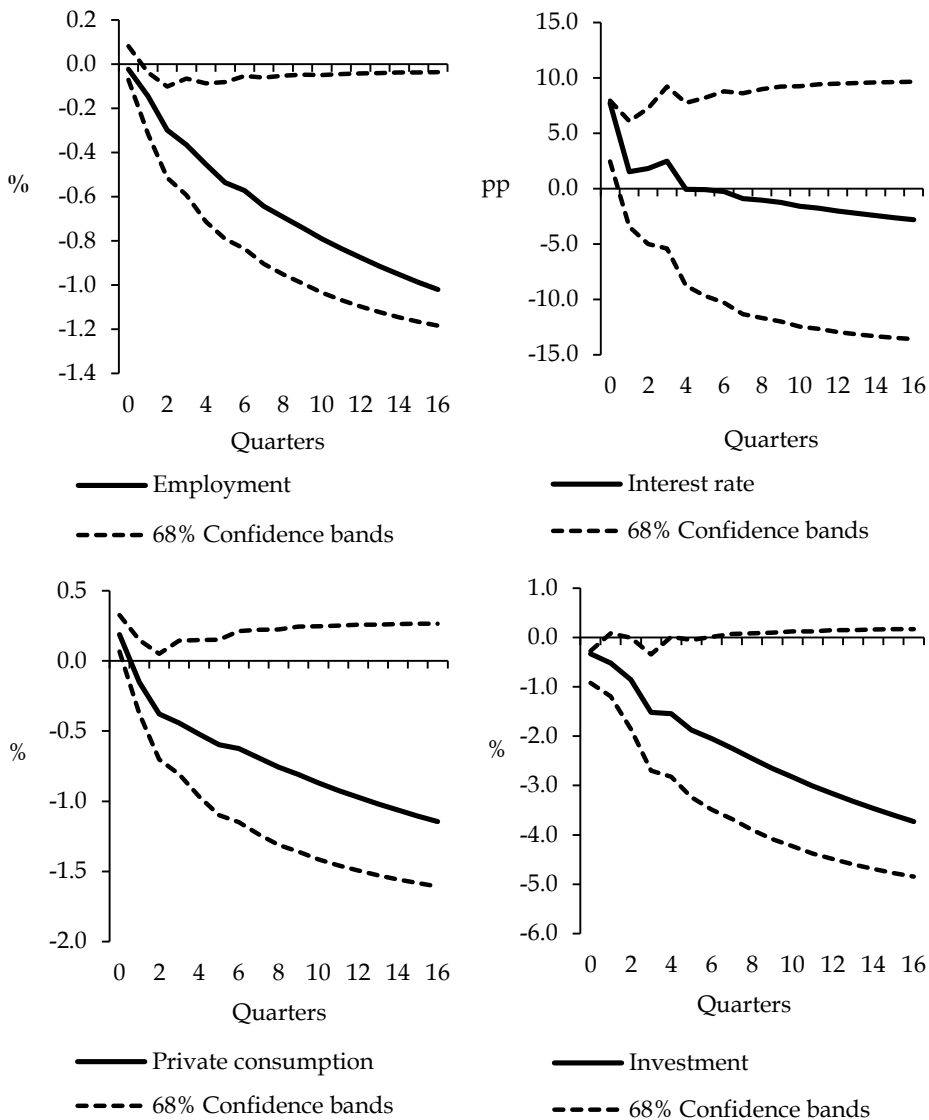 0.2
0.0
-0.2
-0.4
-0.6
-0.8
-1.0
-1.2
-1.4
%
0 2 4 6 8 10 12 14 16
Quarters
Employment
68% Confidence bands
15.0
10.0
5.0
0.0
-5.0
-10.0
-15.0
pp
0 2 4 6 8 10 12 14 16
Quarters
Interest rate
68% Confidence bands
0.5
0.0
-0.5
-1.0
-1.5
-2.0
%
0 2 4 6 8 10 12 14 16
Quarters
Private consumption
68% Confidence bands
1.0
0.0
-1.0
-2.0
-3.0
-4.0
-5.0
-6.0
%
0 2 4 6 8 10 12 14 16
Quarters
Investment
68% Confidence bands